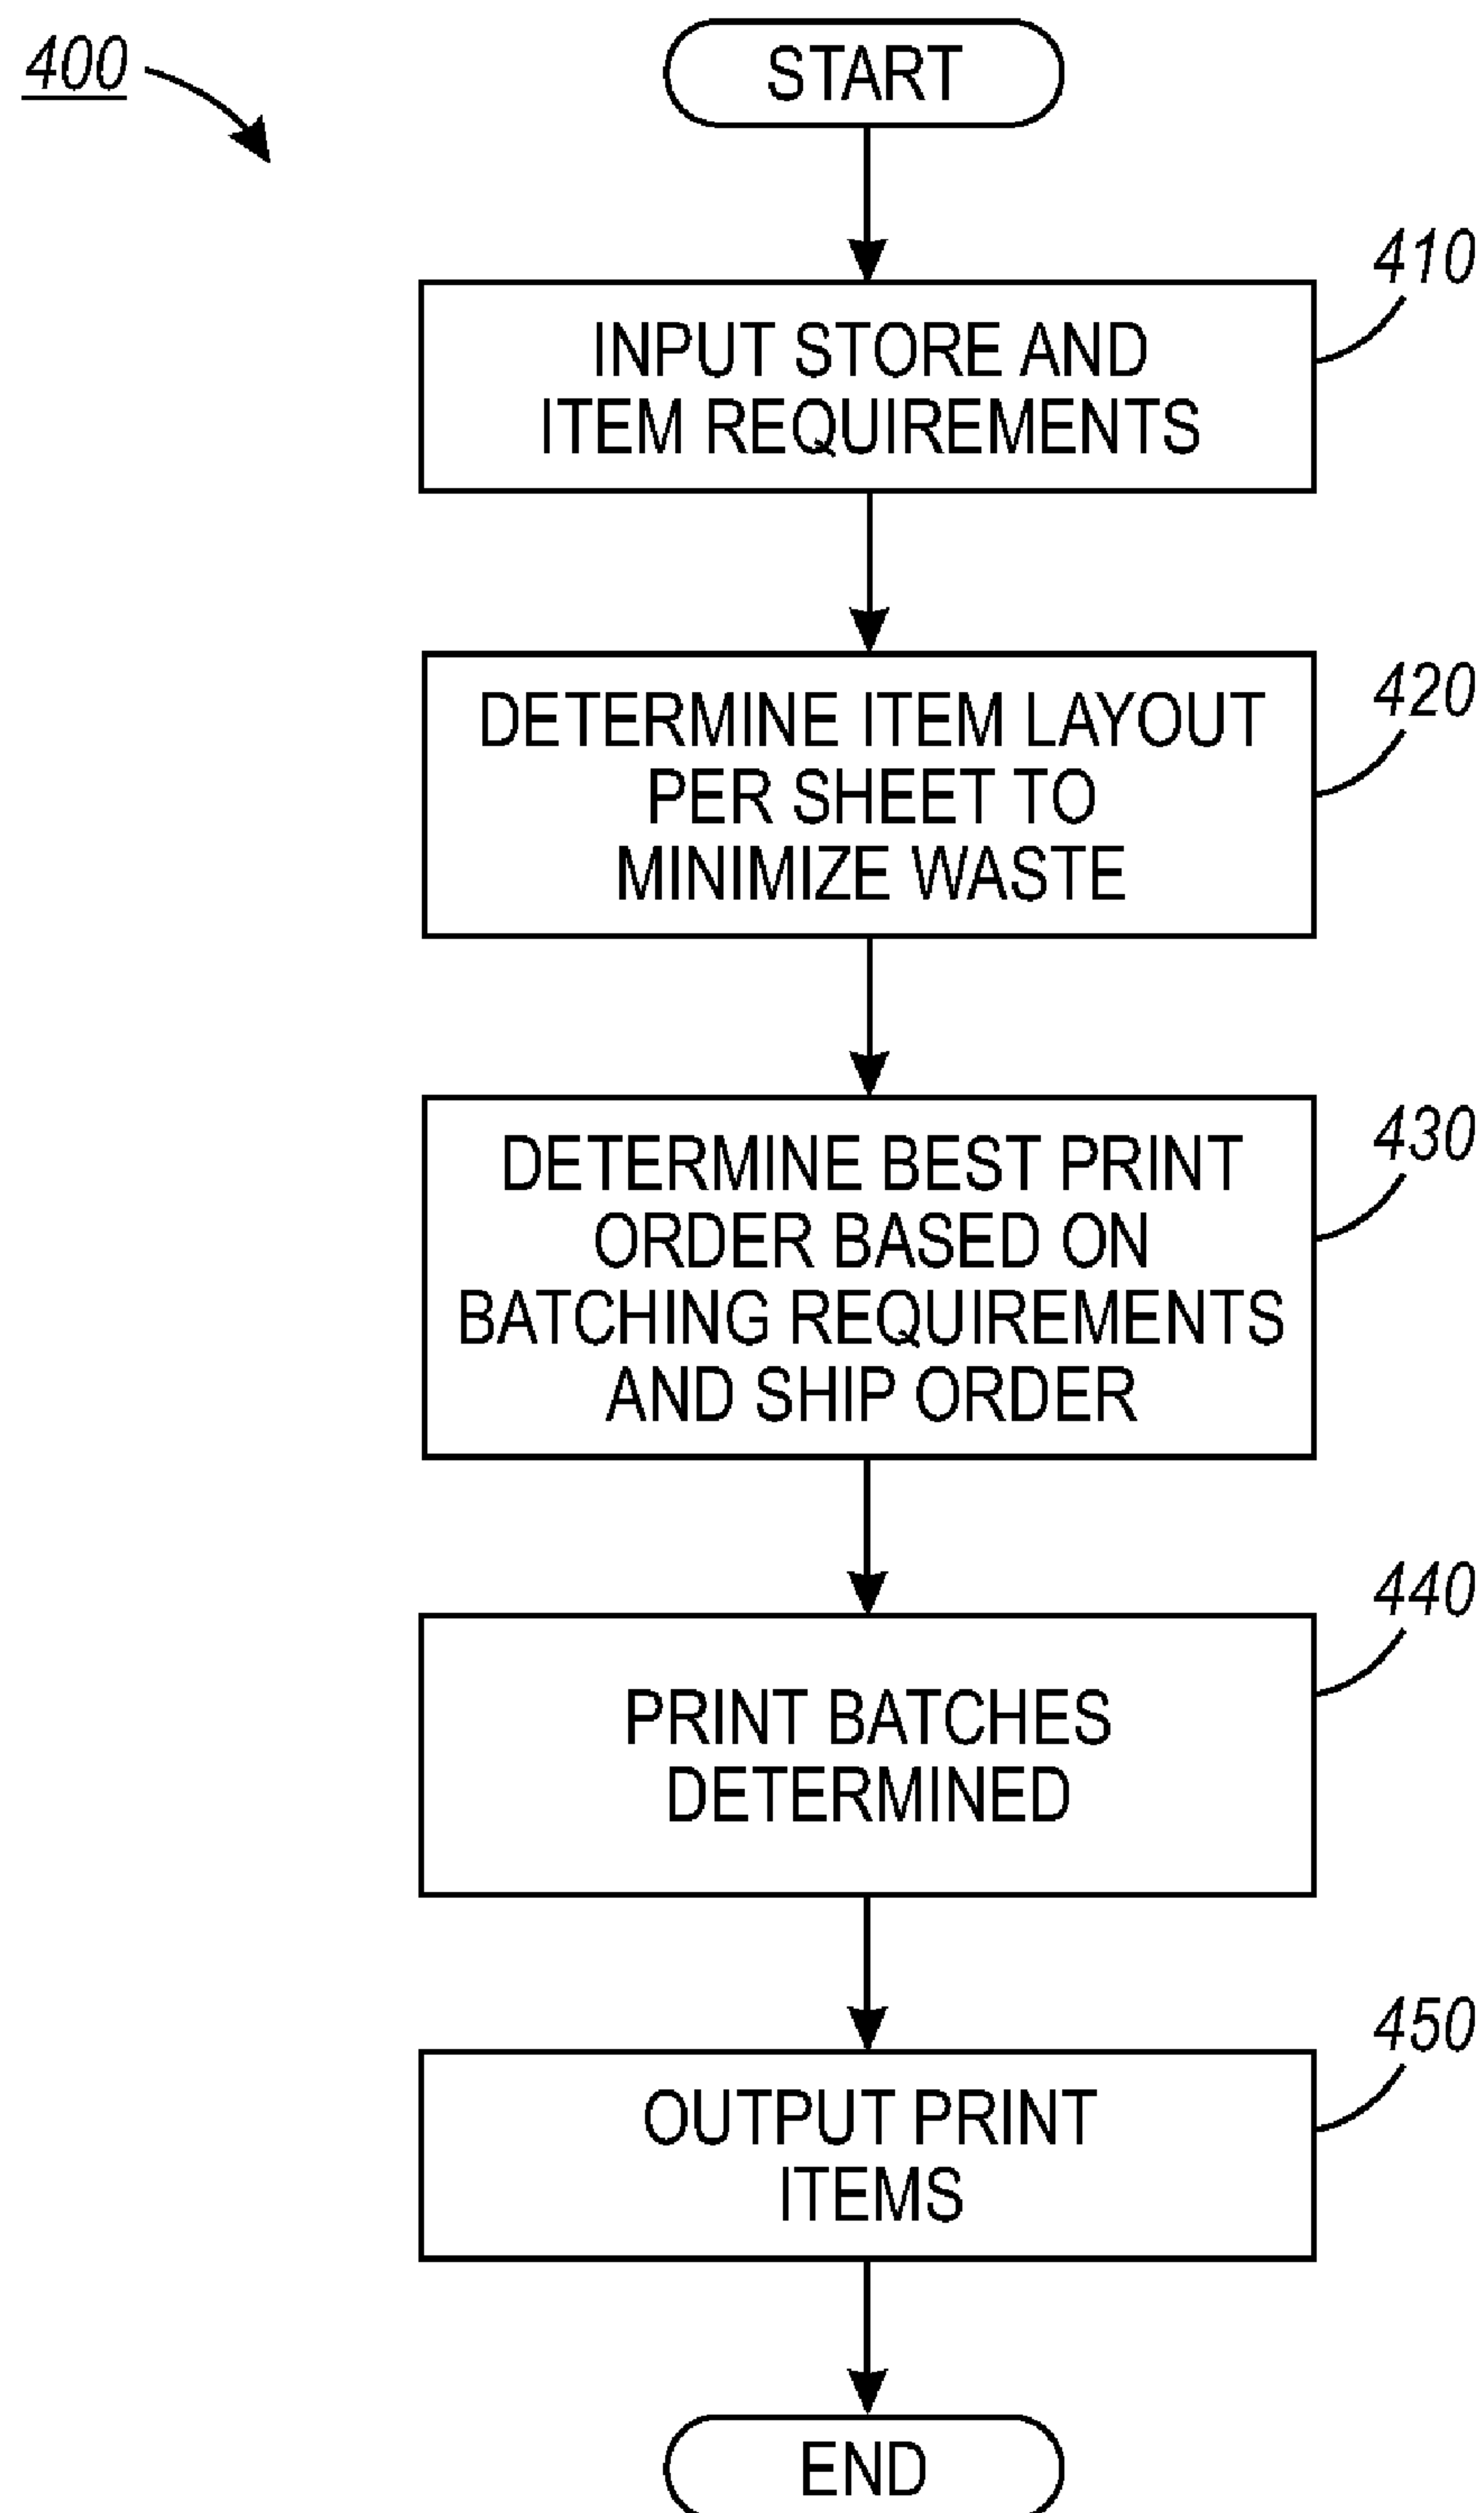 400
START
410
INPUT STORE AND
ITEM REQUIREMENTS
420
DETERMINE ITEM LAYOUT
PER SHEET TO
MINIMIZE WASTE
430
DETERMINE BEST PRINT
ORDER BASED ON
BATCHING REQUIREMENTS
AND SHIP ORDER
440
PRINT BATCHES
DETERMINED
450
OUTPUT PRINT
ITEMS
END